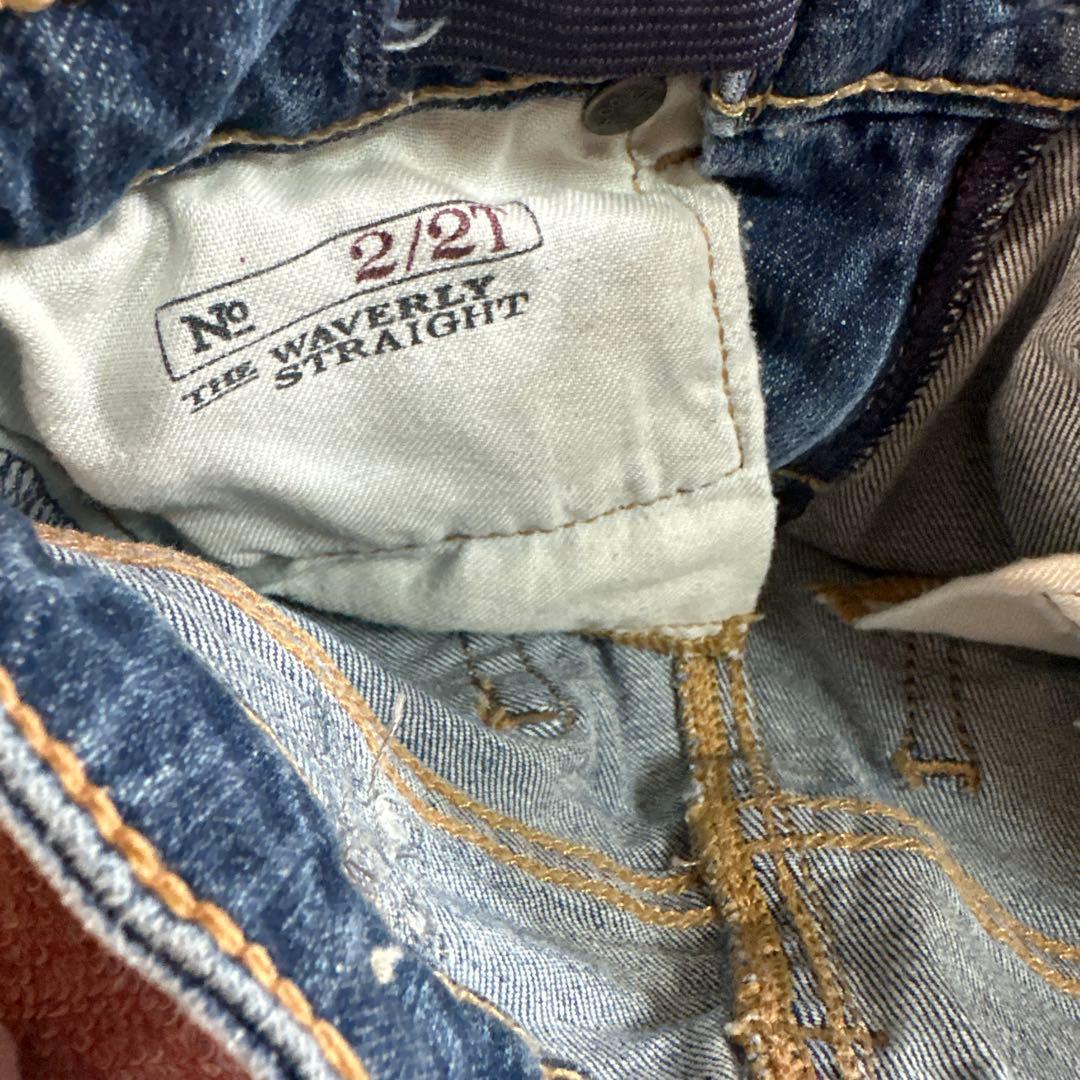 No 2/2T
THE WAVERLY
STRAIGHT